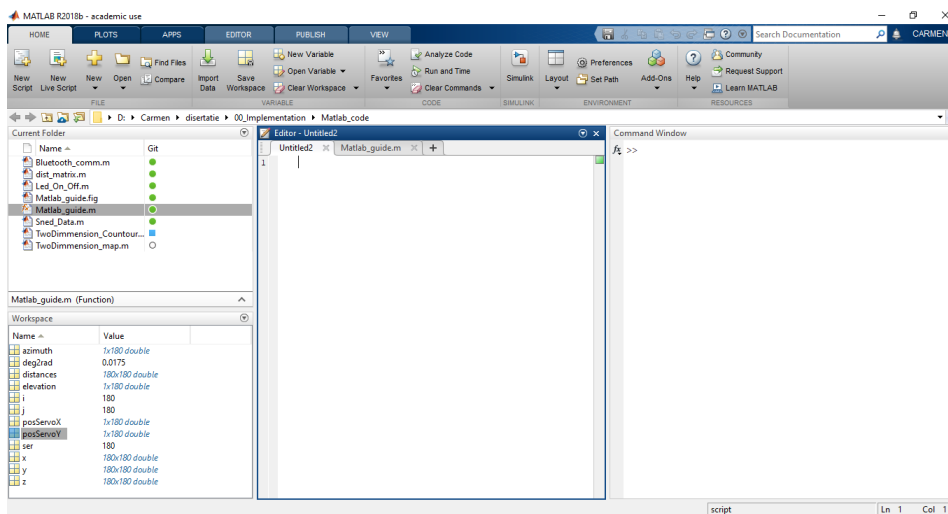 MATLAB R2018b - academic use
HOME PLOTS APPS EDITOR PUBLISH VIEW Search Documentation CARMEN
New Script
New Live Script
New
Open
Find Files
Compare
Import Data
Save Workspace
New Variable
Open Variable
Clear Workspace
Favorites
Analyze Code
Run and Time
Clear Commands
Simulink
Layout
Preferences
Set Path
Add-Ons
Help
Community
Request Support
Learn MATLAB
FILE VARIABLE CODE SIMULINK ENVIRONMENT RESOURCES
D: Carmen disertatie 00_Implementation Matlab_code
Current Folder
Name Git
Bluetooth_comm.m
dist_matrix.m
Led_On_Off.m
Matlab_guide.fig
Matlab_guide.m
Sned_Data.m
TwoDimmension_Countour...
TwoDimmension_map.m
Matlab_guide.m (Function)
Workspace
Name Value
azimuth 1x180 double
deg2rad 0.0175
distances 180x180 double
elevation 1x180 double
i 180
j 180
posServoX 1x180 double
posServoY 1x180 double
ser 180
x 180x180 double
y 180x180 double
z 180x180 double
Editor - Untitled2
Untitled2 Matlab_guide.m +
1
Command Window
fx >>
script Ln 1 Col 1